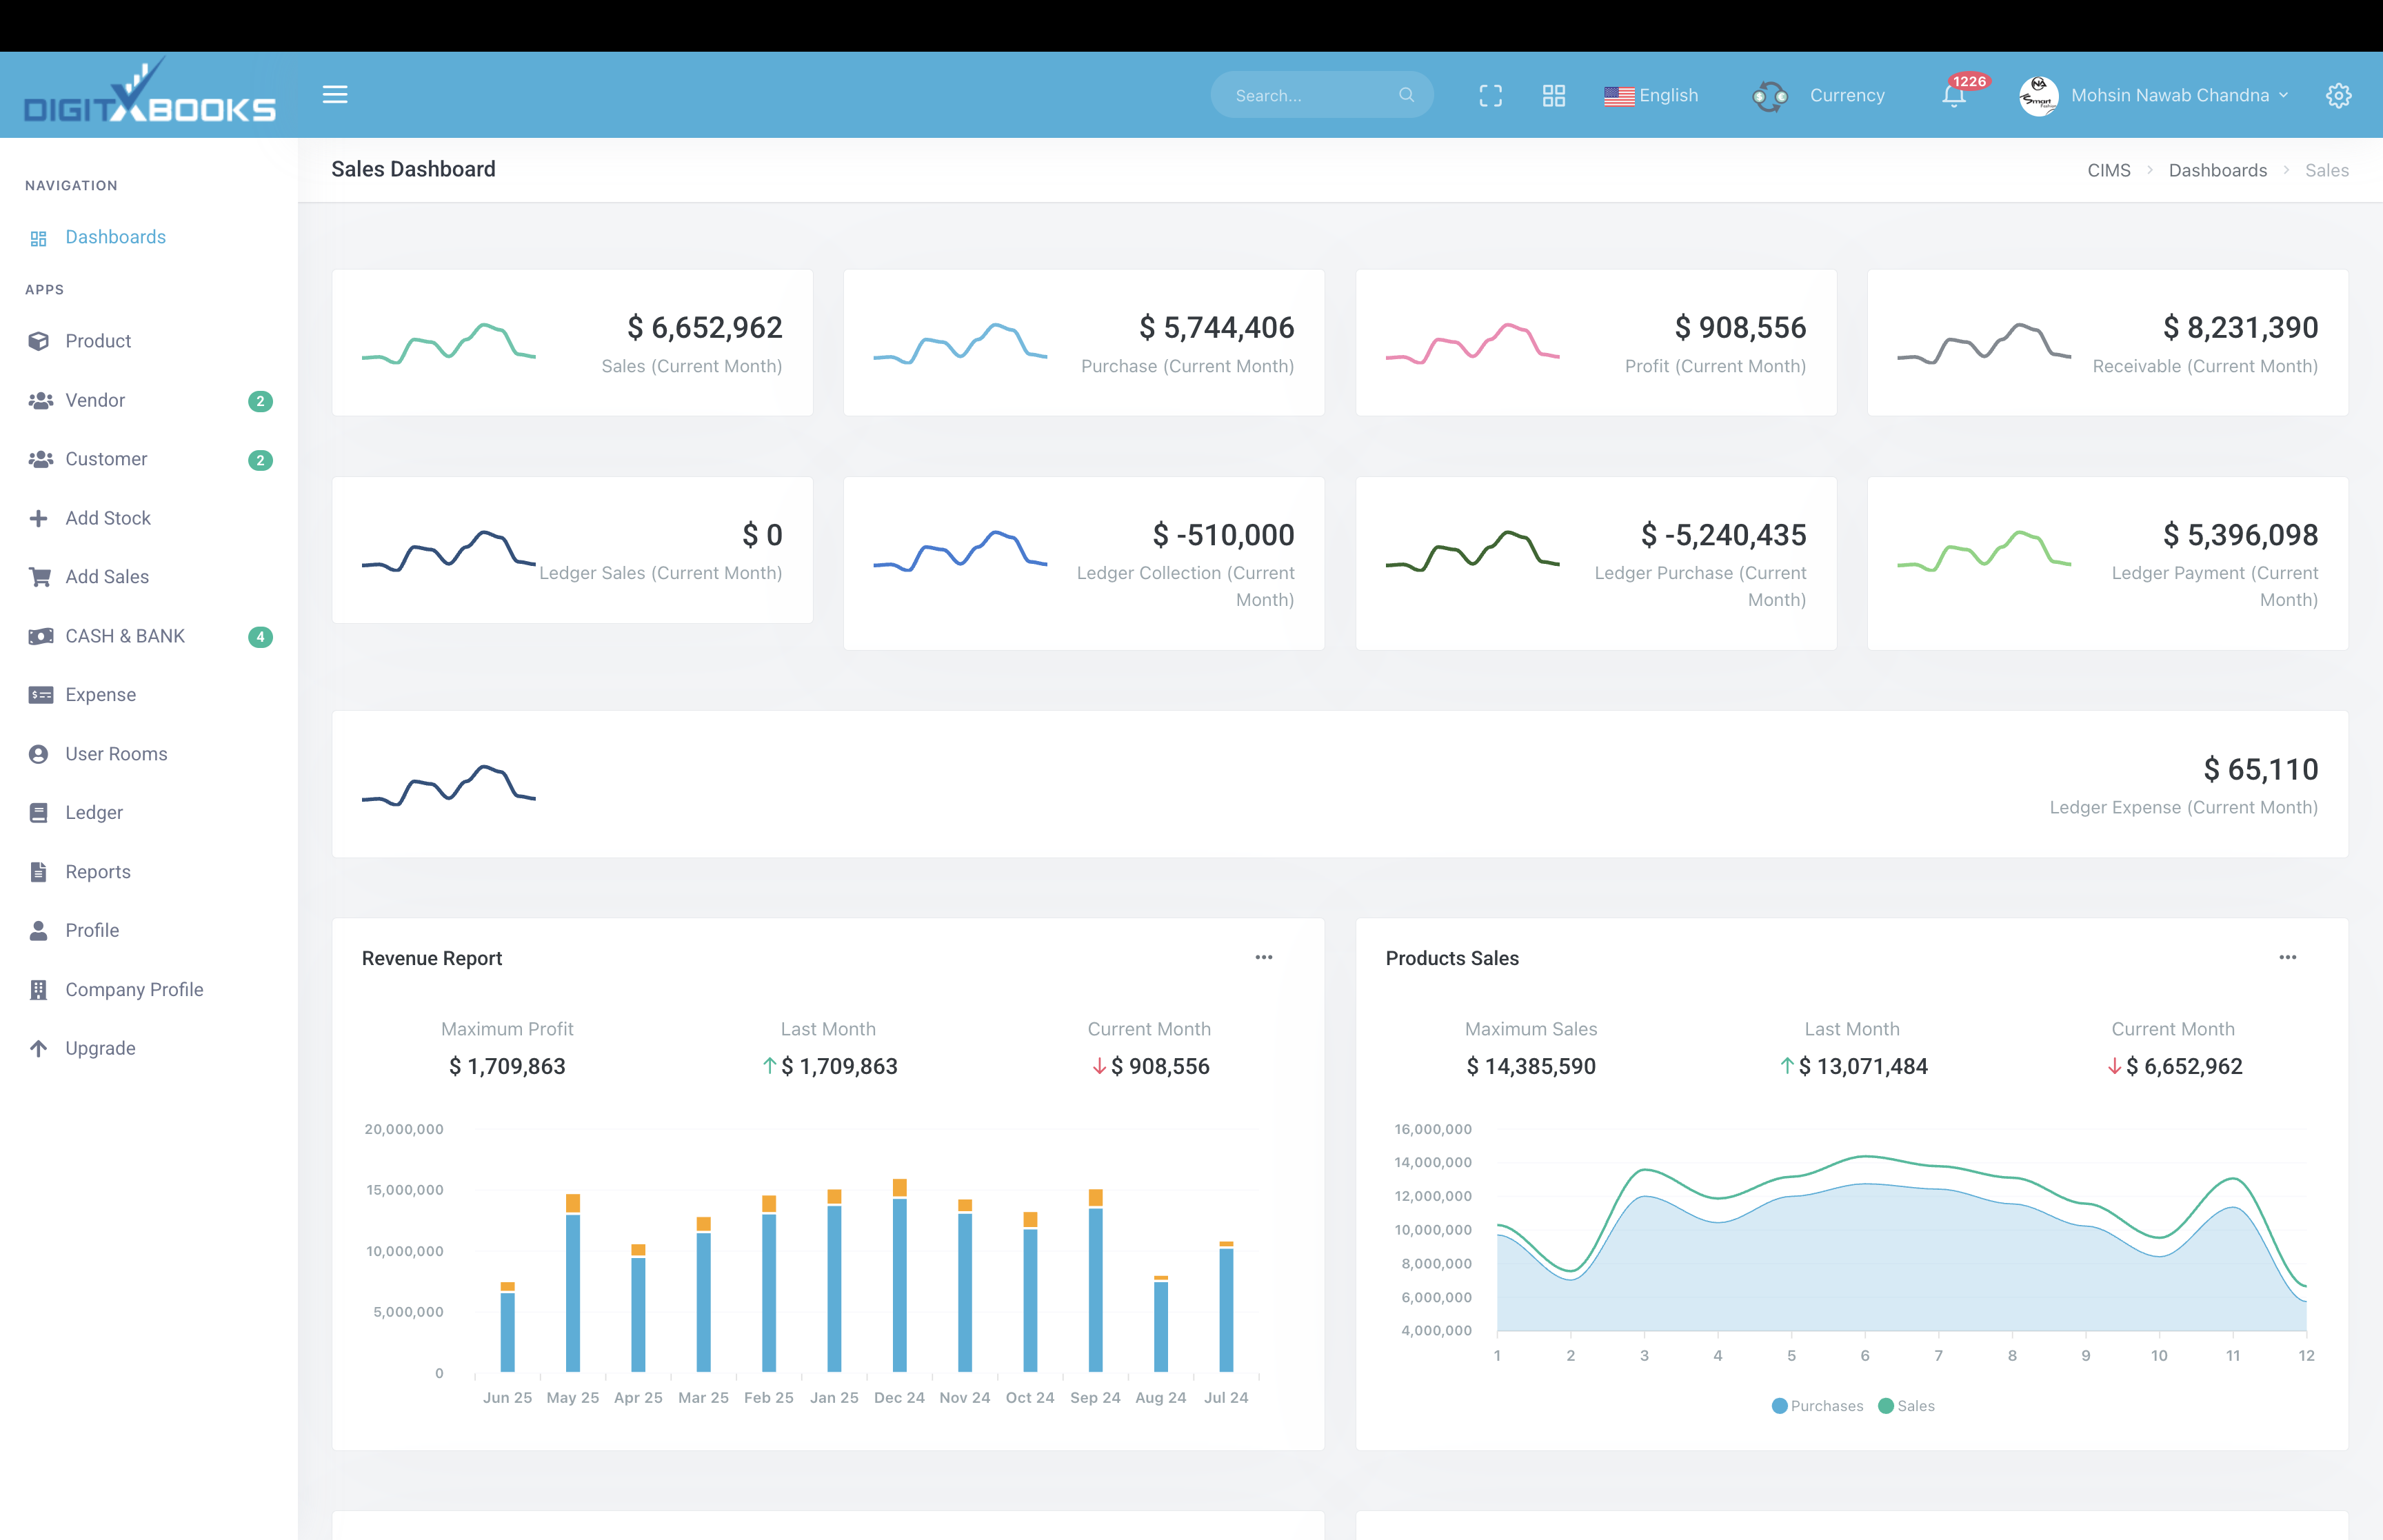 DIGITXBOOKS
Search...
English
Currency
1226
NA
Smart
Mohsin Nawab Chandna
Sales Dashboard
CIMS
Dashboards
Sales
NAVIGATION
Dashboards
APPS
Product
Vendor
2
Customer
2
Add Stock
Add Sales
CASH & BANK
4
Expense
User Rooms
Ledger
Reports
Profile
Company Profile
Upgrade
$ 6,652,962
Sales (Current Month)
$ 5,744,406
Purchase (Current Month)
$ 908,556
Profit (Current Month)
$ 8,231,390
Receivable (Current Month)
$ 0
Ledger Sales (Current Month)
$ -510,000
Ledger Collection (Current
Month)
$ -5,240,435
Ledger Purchase (Current
Month)
$ 5,396,098
Ledger Payment (Current
Month)
$ 65,110
Ledger Expense (Current Month)
Revenue Report
Maximum Profit
$ 1,709,863
Last Month
$ 1,709,863
Current Month
$ 908,556
20,000,000
15,000,000
10,000,000
5,000,000
0
Jun 25 May 25 Apr 25 Mar 25 Feb 25 Jan 25 Dec 24 Nov 24 Oct 24 Sep 24 Aug 24 Jul 24
Products Sales
Maximum Sales
$ 14,385,590
Last Month
$ 13,071,484
Current Month
$ 6,652,962
16,000,000
14,000,000
12,000,000
10,000,000
8,000,000
6,000,000
4,000,000
1 2 3 4 5 6 7 8 9 10 11 12
Purchases Sales